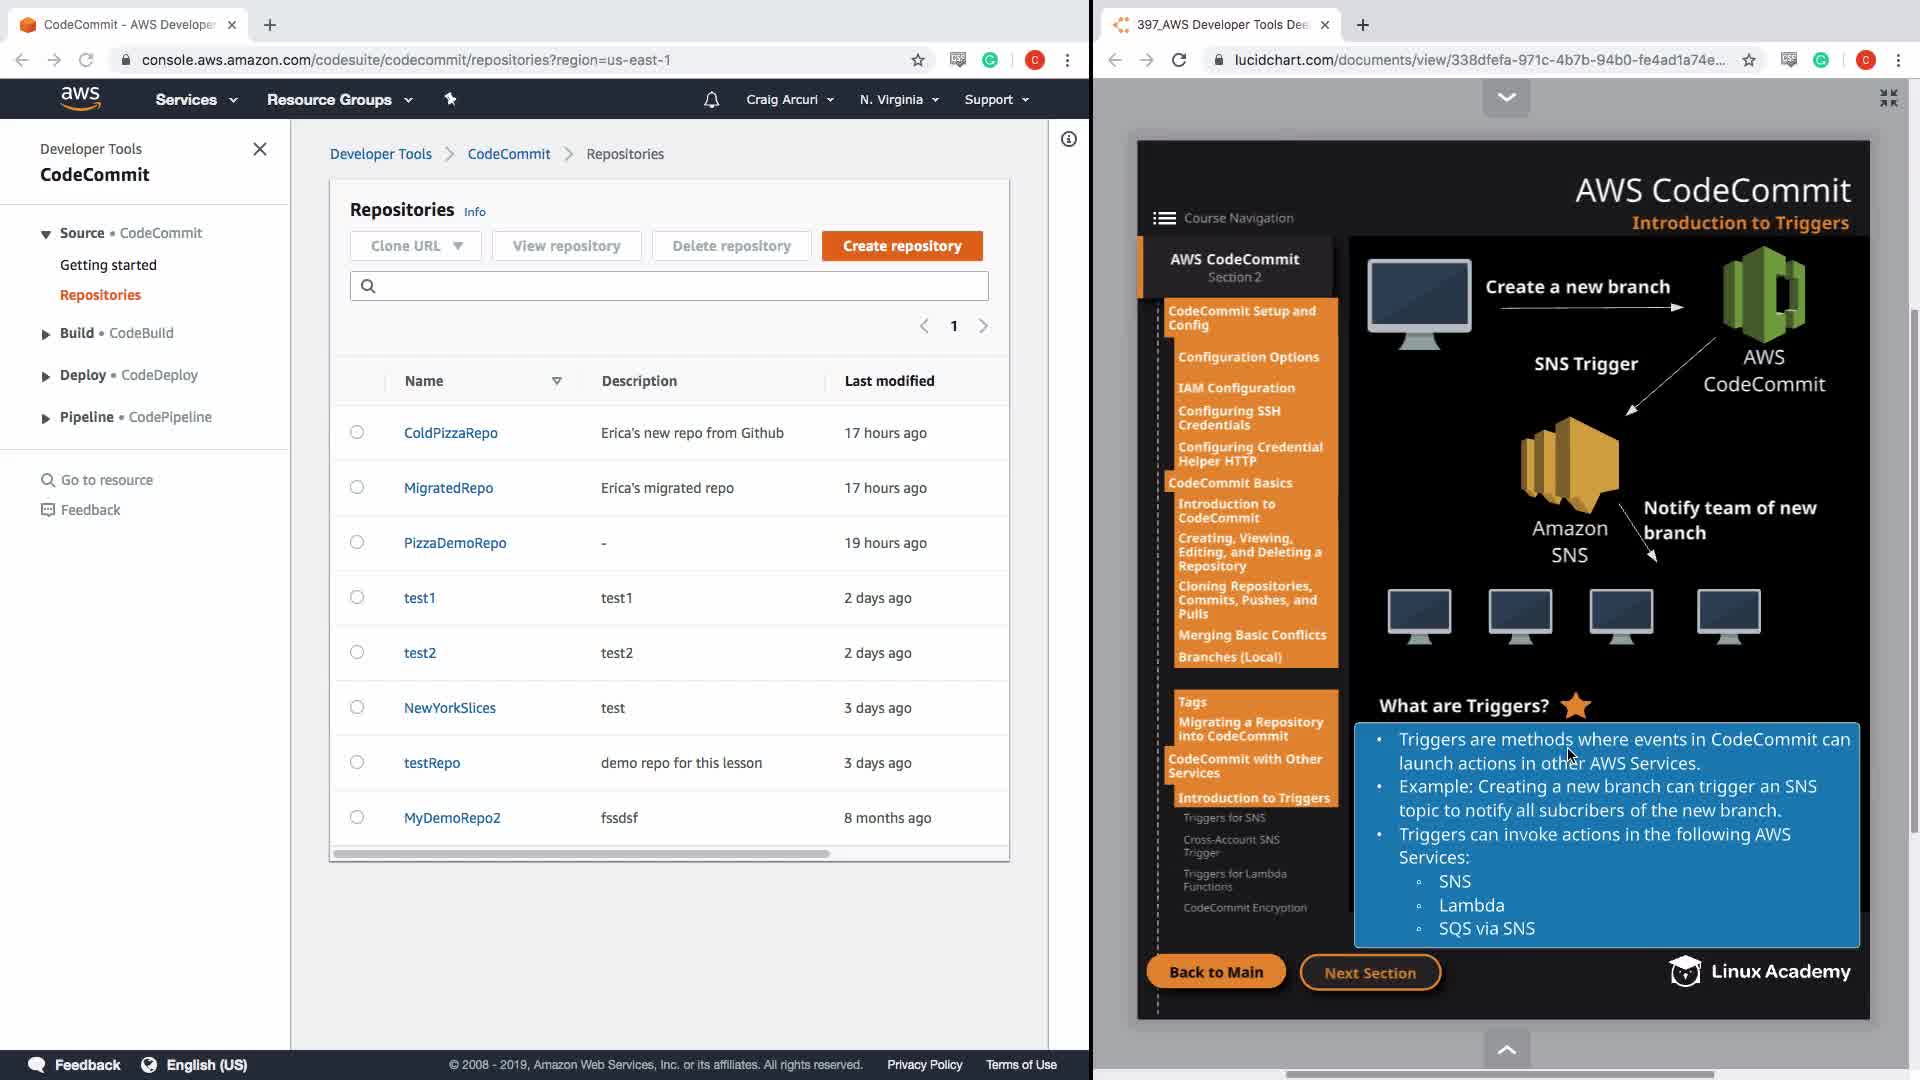 CodeCommit - AWS Developer
console.aws.amazon.com/codesuite/codecommit/repositories?region=us-east-1
C
aws
Services
Resource Groups
Craig Arcuri
N. Virginia
Support
Developer Tools
CodeCommit
Source • CodeCommit
Getting started
Repositories
Build • CodeBuild
Deploy • CodeDeploy
Pipeline • CodePipeline
Go to resource
Feedback
Developer Tools
CodeCommit
Repositories
Repositories Info
Clone URL
View repository
Delete repository
Create repository
1
Name Description Last modified
ColdPizzaRepo Erica's new repo from Github 17 hours ago
MigratedRepo Erica's migrated repo 17 hours ago
PizzaDemoRepo - 19 hours ago
test1 test1 2 days ago
test2 test2 2 days ago
NewYorkSlices test 3 days ago
testRepo demo repo for this lesson 3 days ago
MyDemoRepo2 fssdsf 8 months ago
Feedback English (US) © 2008 - 2019, Amazon Web Services, Inc. or its affiliates. All rights reserved. Privacy Policy Terms of Use
397_AWS Developer Tools Dee
lucidchart.com/documents/view/338dfefa-971c-4b7b-94b0-fe4ad1a74e...
C
AWS CodeCommit
Introduction to Triggers
Course Navigation
AWS CodeCommit
Section 2
CodeCommit Setup and
Config
Configuration Options
IAM Configuration
Configuring SSH
Credentials
Configuring Credential
Helper HTTP
CodeCommit Basics
Introduction to
CodeCommit
Creating, Viewing,
Editing, and Deleting a
Repository
Cloning Repositories,
Commits, Pushes, and
Pulls
Merging Basic Conflicts
Branches (Local)
Tags
Migrating a Repository
into CodeCommit
CodeCommit with Other
Services
Introduction to Triggers
Triggers for SNS
Cross-Account SNS
Trigger
Triggers for Lambda
Functions
CodeCommit Encryption
Create a new branch
AWS
CodeCommit
SNS Trigger
Amazon
SNS
Notify team of new
branch
What are Triggers?
• Triggers are methods where events in CodeCommit can
launch actions in other AWS Services.
• Example: Creating a new branch can trigger an SNS
topic to notify all subcribers of the new branch.
• Triggers can invoke actions in the following AWS
Services:
◦ SNS
◦ Lambda
◦ SQS via SNS
Back to Main
Next Section
Linux Academy